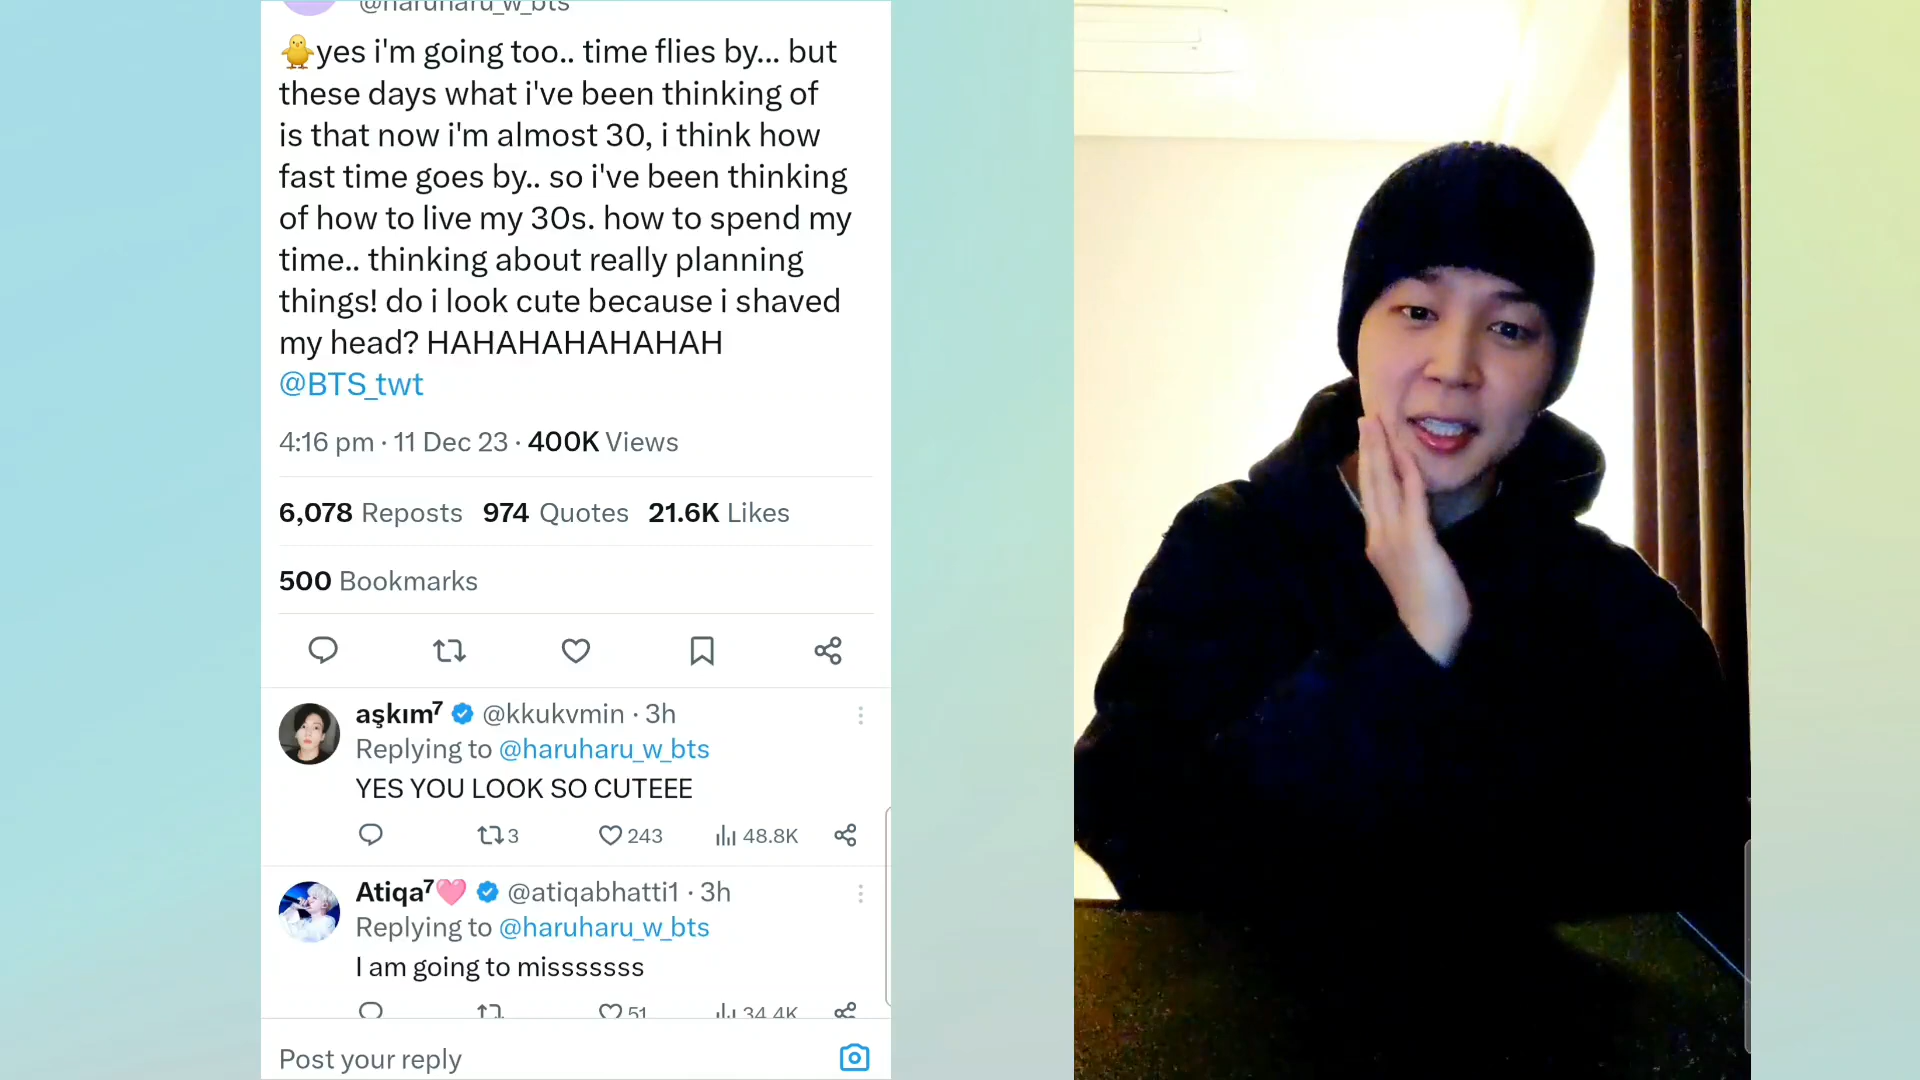 @haruharu_w_bts
🐥yes i'm going too.. time flies by... but
these days what i've been thinking of
is that now i'm almost 30, i think how
fast time goes by.. so i've been thinking
of how to live my 30s. how to spend my
time.. thinking about really planning
things! do i look cute because i shaved
my head? HAHAHAHAHAHAH
@BTS_twt
4:16 pm · 11 Dec 23 · 400K Views
6,078 Reposts 974 Quotes 21.6K Likes
500 Bookmarks
aşkım⁷ @kkukvmin · 3h
Replying to @haruharu_w_bts
YES YOU LOOK SO CUTEEE
3 243 48.8K
Atiqa⁷🩷 @atiqabhatti1 · 3h
Replying to @haruharu_w_bts
I am going to misssssss
51 34.4K
Post your reply